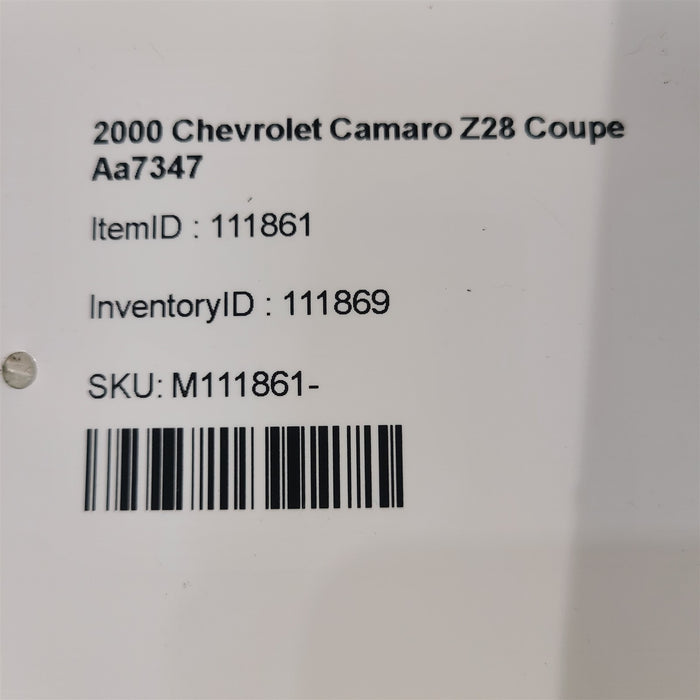 2000 Chevrolet Camaro Z28 Coupe
Aa7347
ItemID : 111861
InventoryID : 111869
SKU: M111861-